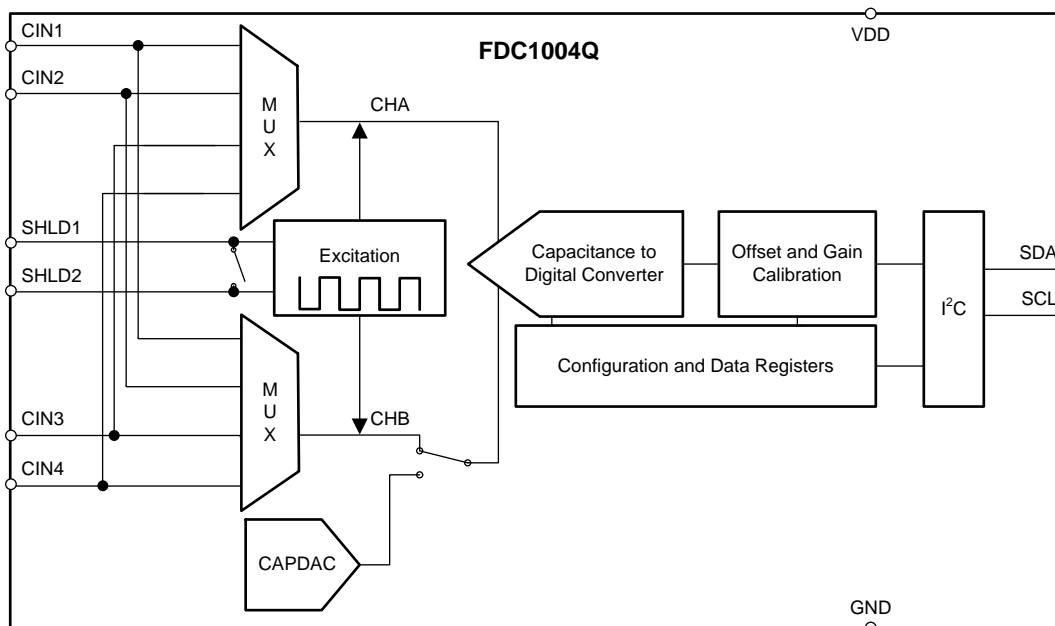 CIN1
CIN2
SHLD1
SHLD2
CIN3
CIN4
M
U
X
CHA
Excitation
M
U
X
CHB
CAPDAC
FDC1004Q
VDD
Capacitance to
Digital Converter
Offset and Gain
Calibration
Configuration and Data Registers
I²C
SDA
SCL
GND